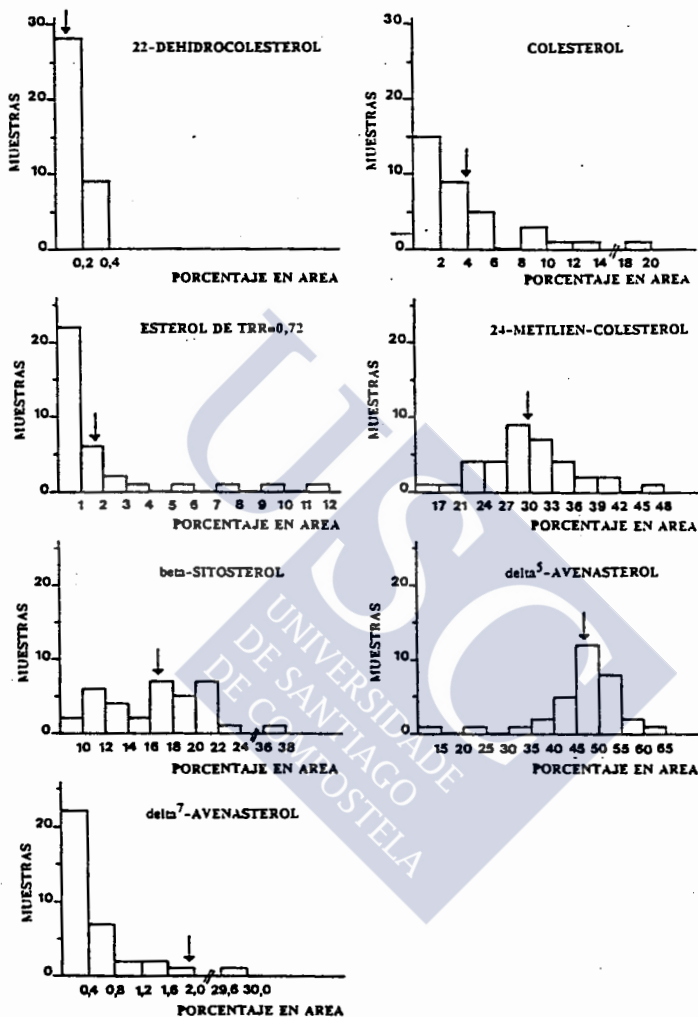 22-DEHIDROCOLESTEROL
MUESTRAS
30
20
10
0
0,2 0,4
PORCENTAJE EN AREA
COLESTEROL
MUESTRAS
30
20
10
0
2 4 6 8 10 12 14 18 20
PORCENTAJE EN AREA
ESTEROL DE TRR=0,72
MUESTRAS
20
10
0
1 2 3 4 5 6 7 8 9 10 11 12
PORCENTAJE EN AREA
24-METILIEN-COLESTEROL
MUESTRAS
20
10
0
17 21 24 27 30 33 36 39 42 45 48
PORCENTAJE EN AREA
beta-SITOSTEROL
MUESTRAS
20
10
0
10 12 14 16 18 20 22 24 36 38
PORCENTAJE EN AREA
delta5-AVENASTEROL
MUESTRAS
20
10
0
15 20 25 30 35 40 45 50 55 60 65
PORCENTAJE EN AREA
delta7-AVENASTEROL
MUESTRAS
20
10
0
0,4 0,8 1,2 1,6 2,0 29,6 30,0
PORCENTAJE EN AREA
USC
UNIVERSIDADE
DE SANTIAGO
DE COMPOSTELA